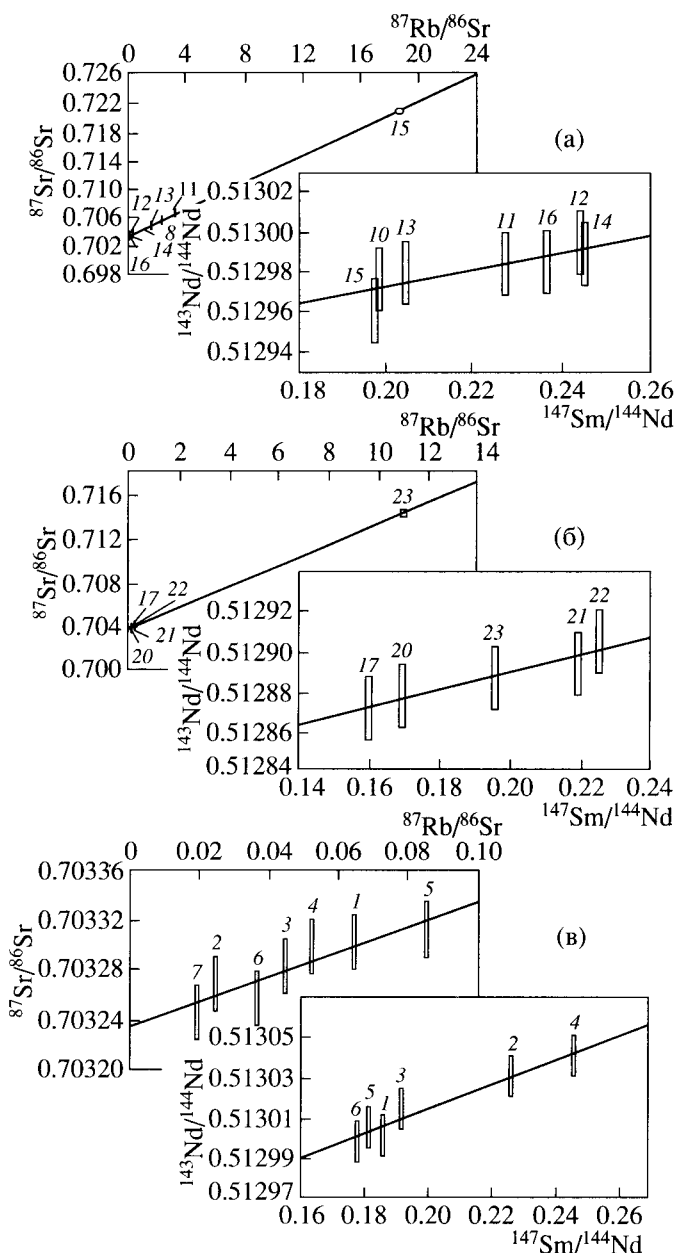 ⁸⁷Rb/⁸⁶Sr
0 4 8 12 16 20 24
0.726
0.722
0.718
0.714
0.710
0.706
0.702
0.698
⁸⁷Sr/⁸⁶Sr
15
(а)
12 13 11
7
8
14
16
0.51302
0.51300
0.51298
0.51296
0.51294
¹⁴³Nd/¹⁴⁴Nd
15 10 13 11 16 12 14
0.18 0.20 0.22 0.24 0.26
¹⁴⁷Sm/¹⁴⁴Nd
⁸⁷Rb/⁸⁶Sr
0 2 4 6 8 10 12 14
0.716
0.712
0.708
0.704
0.700
⁸⁷Sr/⁸⁶Sr
23
(б)
17 22
21
20
0.51292
0.51290
0.51288
0.51286
0.51284
¹⁴³Nd/¹⁴⁴Nd
17 20 23 21 22
0.14 0.16 0.18 0.20 0.22 0.24
¹⁴⁷Sm/¹⁴⁴Nd
⁸⁷Rb/⁸⁶Sr
0 0.02 0.04 0.06 0.08 0.10
0.70336
0.70332
0.70328
0.70324
0.70320
⁸⁷Sr/⁸⁶Sr
7 2 6 3 4 1 5
(в)
0.51305
0.51303
0.51301
0.51299
0.51297
¹⁴³Nd/¹⁴⁴Nd
6 5 1 3 2 4
0.16 0.18 0.20 0.22 0.24 0.26
¹⁴⁷Sm/¹⁴⁴Nd